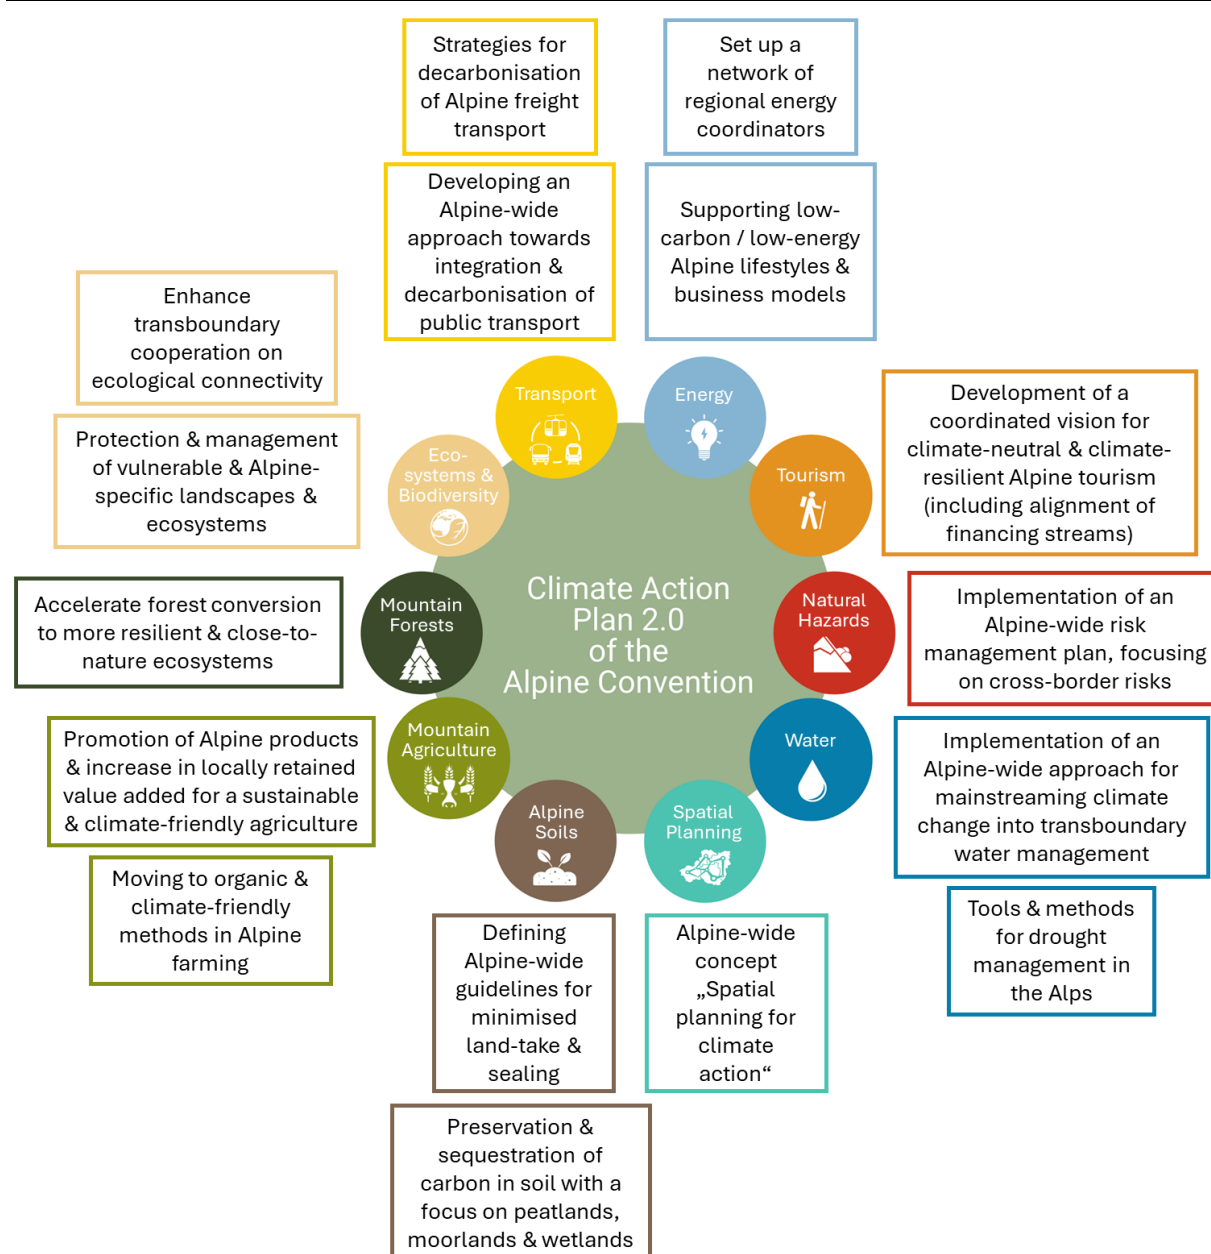 Strategies for
decarbonisation
of Alpine freight
transport
Set up a
network of
regional energy
coordinators
Developing an
Alpine-wide
approach towards
integration &
decarbonisation of
public transport
Supporting low-
carbon / low-energy
Alpine lifestyles &
business models
Enhance
transboundary
cooperation on
ecological connectivity
Protection & management
of vulnerable & Alpine-
specific landscapes &
ecosystems
Accelerate forest conversion
to more resilient & close-to-
nature ecosystems
Promotion of Alpine products
& increase in locally retained
value added for a sustainable
& climate-friendly agriculture
Moving to organic &
climate-friendly
methods in Alpine
farming
Transport
Energy
Eco-
systems &
Biodiversity
Tourism
Mountain
Forests
Natural
Hazards
Mountain
Agriculture
Water
Alpine
Soils
Spatial
Planning
Climate Action
Plan 2.0
of the
Alpine Convention
Development of a
coordinated vision for
climate-neutral & climate-
resilient Alpine tourism
(including alignment of
financing streams)
Implementation of an
Alpine-wide risk
management plan, focusing
on cross-border risks
Implementation of an
Alpine-wide approach for
mainstreaming climate
change into transboundary
water management
Tools & methods
for drought
management in
the Alps
Defining
Alpine-wide
guidelines for
minimised
land-take &
sealing
Alpine-wide
concept
„Spatial
planning for
climate
action“
Preservation &
sequestration of
carbon in soil with a
focus on peatlands,
moorlands & wetlands